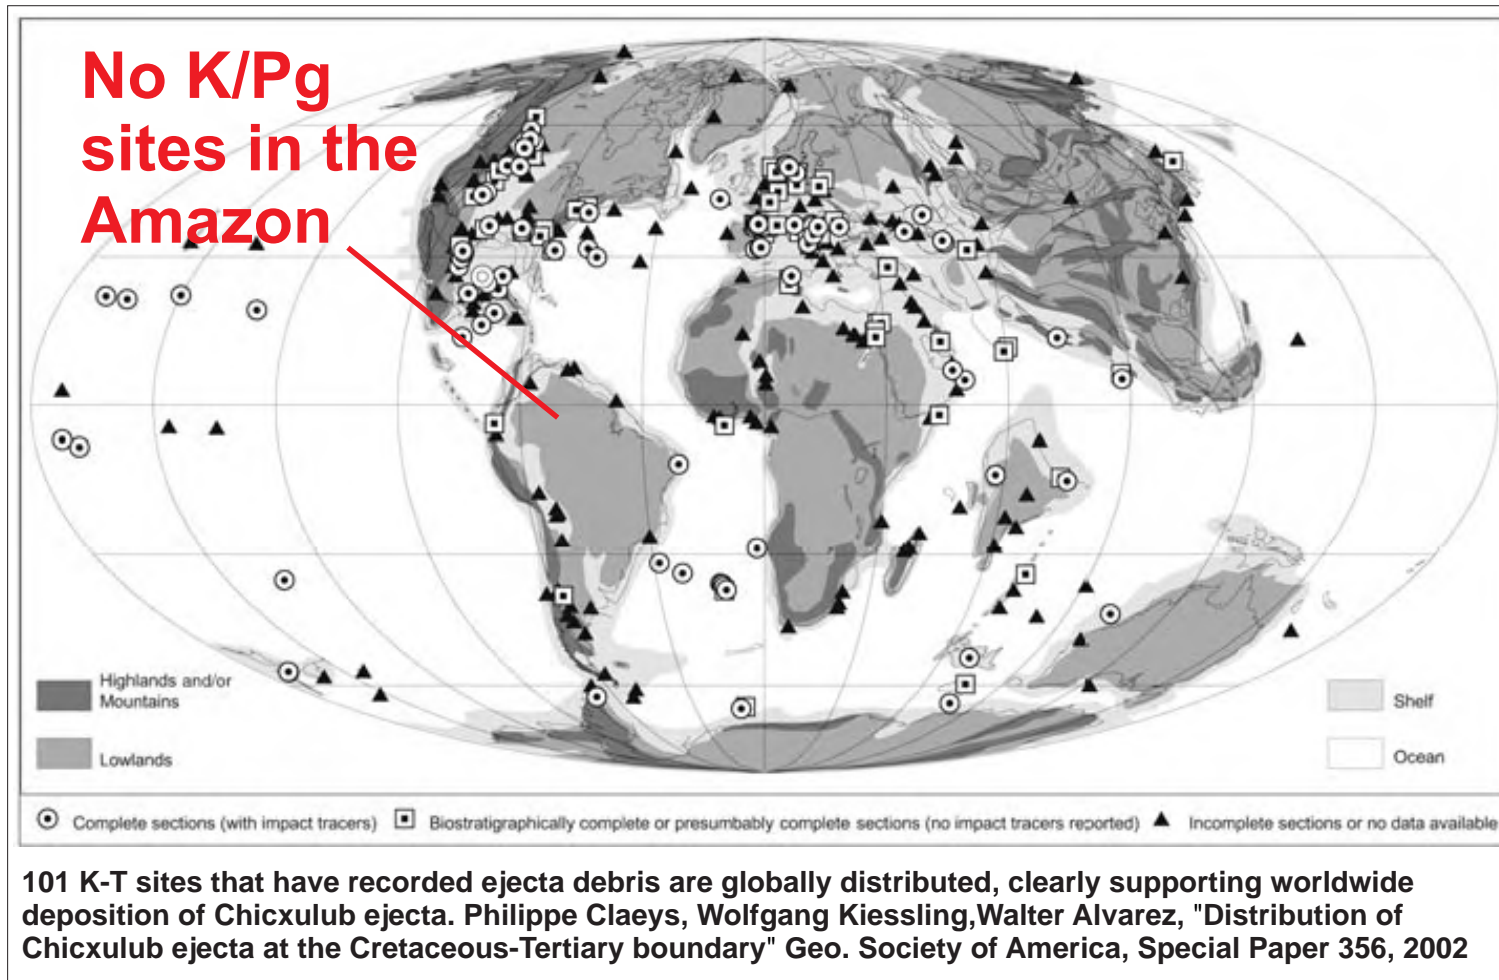 No K/Pg
sites in the
Amazon
Highlands and/or
Mountains
Lowlands
Shelf
Ocean
Complete sections (with impact tracers)
Biostratigraphically complete or presumbably complete sections (no impact tracers reported)
Incomplete sections or no data available
101 K-T sites that have recorded ejecta debris are globally distributed, clearly supporting worldwide
deposition of Chicxulub ejecta. Philippe Claeys, Wolfgang Kiessling,Walter Alvarez, "Distribution of
Chicxulub ejecta at the Cretaceous-Tertiary boundary" Geo. Society of America, Special Paper 356, 2002